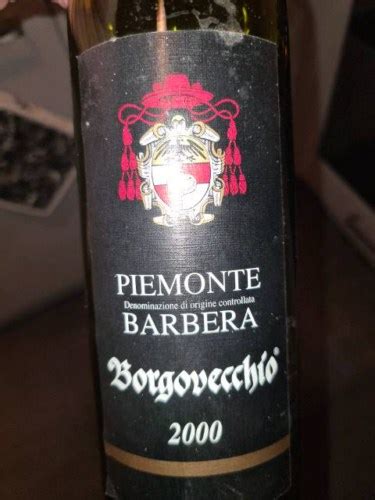 PIEMONTE
Denominazione di origine controllata
BARBERA
Borgovecchio®
2000